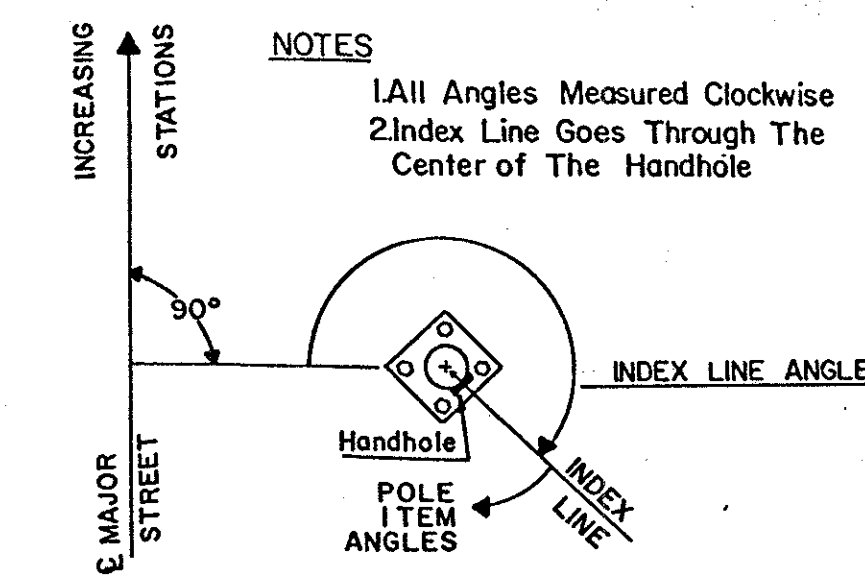 INCREASING
STATIONS
NOTES
1.All Angles Measured Clockwise
2.Index Line Goes Through The
Center of The Handhole
90°
INDEX LINE ANGLE
Handhole
℄ MAJOR
STREET
POLE
ITEM
ANGLES
INDEX
LINE